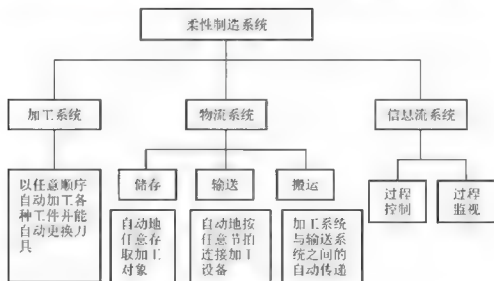 柔性制造系统
加工系统
物流系统
信息流系统
以任意顺序
自动加工各
种工件并能
自动更换刀
具
储存
输送
搬运
过程
控制
过程
监视
自动地
任意存
取加工
对象
自动地按
任意节拍
连接加工
设备
加工系统
与输送系
统之间的
自动传递